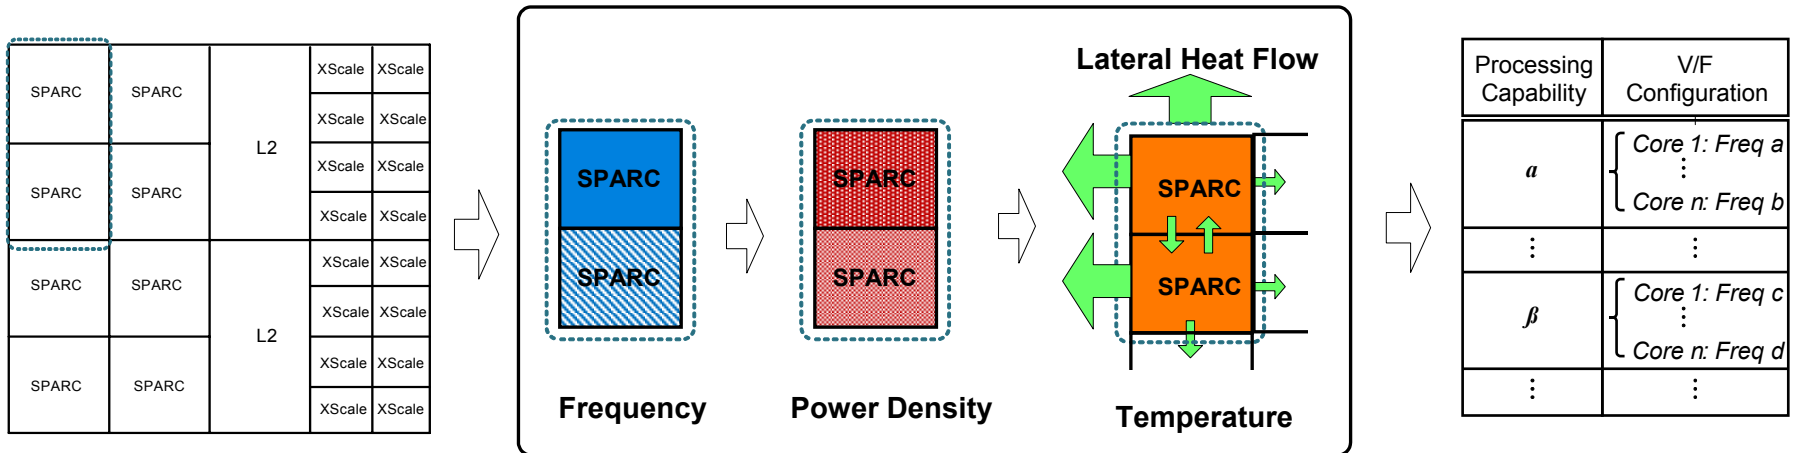 SPARC SPARC L2 XScale XScale
XScale XScale
SPARC SPARC XScale XScale
XScale XScale
SPARC SPARC L2 XScale XScale
XScale XScale
SPARC SPARC XScale XScale
XScale XScale
SPARC
SPARC
Frequency
SPARC
SPARC
Power Density
Lateral Heat Flow
SPARC
SPARC
Temperature
Processing
Capability
V/F
Configuration
a
Core 1: Freq a
⋮
Core n: Freq b
⋮ ⋮
ß
Core 1: Freq c
⋮
Core n: Freq d
⋮ ⋮